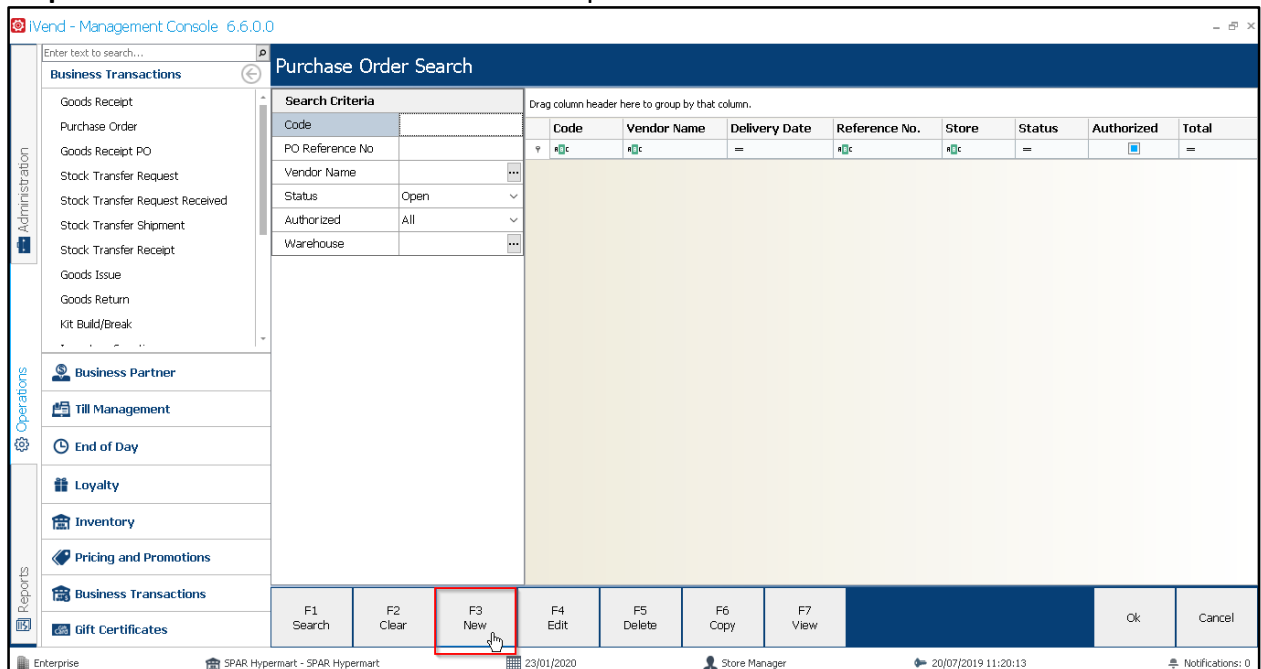 iVend - Management Console 6.6.0.0
Enter text to search...
Business Transactions
Goods Receipt
Purchase Order
Goods Receipt PO
Stock Transfer Request
Stock Transfer Request Received
Stock Transfer Shipment
Stock Transfer Receipt
Goods Issue
Goods Return
Kit Build/Break
Business Partner
Till Management
End of Day
Loyalty
Inventory
Pricing and Promotions
Business Transactions
Gift Certificates
Administration
Operations
Reports
Purchase Order Search
Search Criteria
Code
PO Reference No
Vendor Name ...
Status Open
Authorized All
Warehouse ...
Drag column header here to group by that column.
Code Vendor Name Delivery Date Reference No. Store Status Authorized Total
= = =
F1 Search
F2 Clear
F3 New
F4 Edit
F5 Delete
F6 Copy
F7 View
Ok
Cancel
Enterprise SPAR Hypermart - SPAR Hypermart 23/01/2020 Store Manager 20/07/2019 11:20:13 Notifications: 0